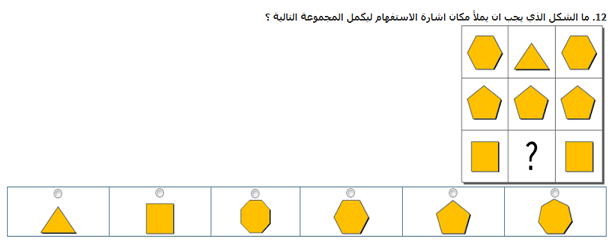 12. ما الشكل الذي يجب ان يملأ مكان اشارة الاستفهام ليكمل المجموعة التالية ؟
?